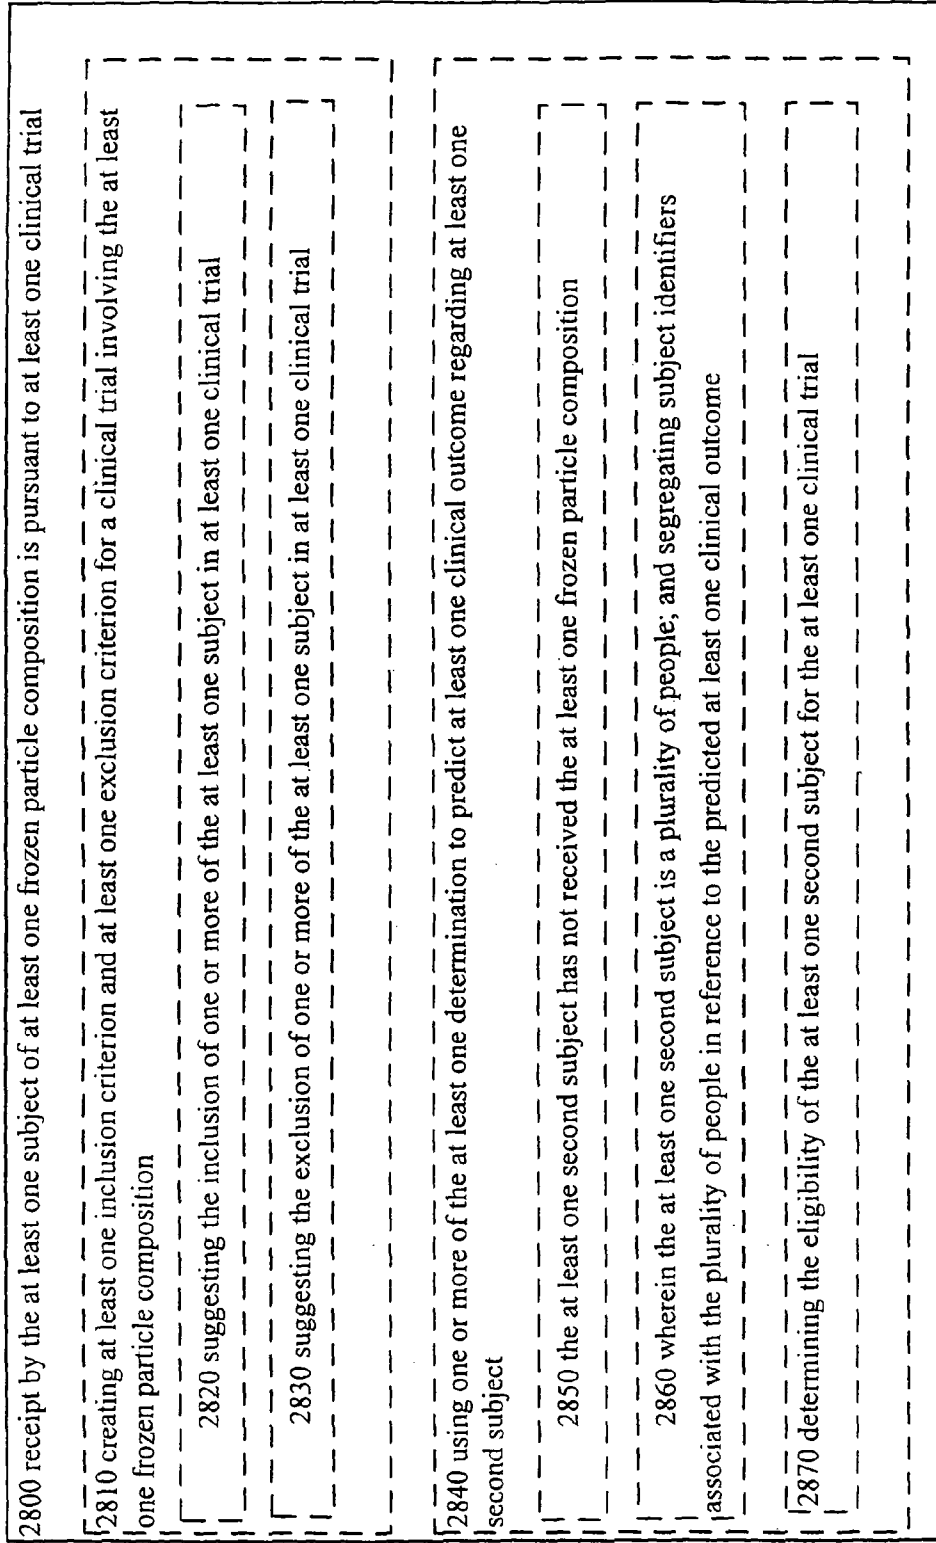 2800 receipt by the at least one subject of at least one frozen particle composition is pursuant to at least one clinical trial
2810 creating at least one inclusion criterion and at least one exclusion criterion for a clinical trial involving the at least
one frozen particle composition
2820 suggesting the inclusion of one or more of the at least one subject in at least one clinical trial
2830 suggesting the exclusion of one or more of the at least one subject in at least one clinical trial
2840 using one or more of the at least one determination to predict at least one clinical outcome regarding at least one
second subject
2850 the at least one second subject has not received the at least one frozen particle composition
2860 wherein the at least one second subject is a plurality of people; and segregating subject identifiers
associated with the plurality of people in reference to the predicted at least one clinical outcome
2870 determining the eligibility of the at least one second subject for the at least one clinical trial